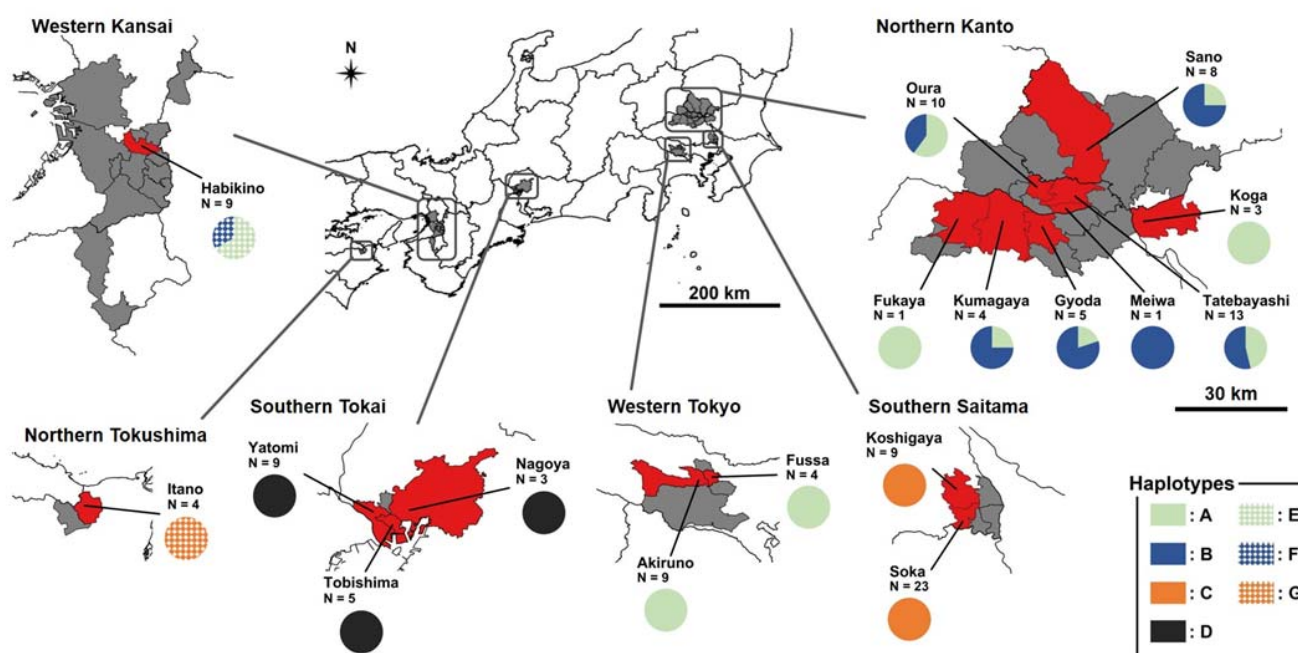 Western Kansai
Habikino
N = 9
N
200 km
Northern Kanto
Sano
N = 8
Oura
N = 10
Koga
N = 3
Fukaya
N = 1
Kumagaya
N = 4
Gyoda
N = 5
Meiwa
N = 1
Tatebayashi
N = 13
30 km
Northern Tokushima
Itano
N = 4
Southern Tokai
Yatomi
N = 9
Nagoya
N = 3
Tobishima
N = 5
Western Tokyo
Fussa
N = 4
Akiruno
N = 9
Southern Saitama
Koshigaya
N = 9
Soka
N = 23
Haplotypes
: A
: E
: B
: F
: C
: G
: D